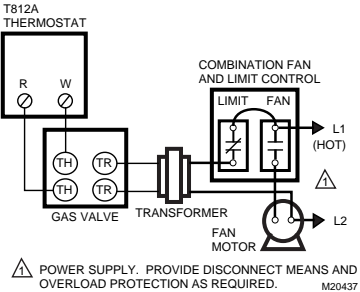 T812A
THERMOSTAT
R
W
COMBINATION FAN
AND LIMIT CONTROL
LIMIT
FAN
L1
(HOT)
1
TH
TR
TH
TR
GAS VALVE
TRANSFORMER
FAN
MOTOR
L2
1 POWER SUPPLY. PROVIDE DISCONNECT MEANS AND
OVERLOAD PROTECTION AS REQUIRED.
M20437